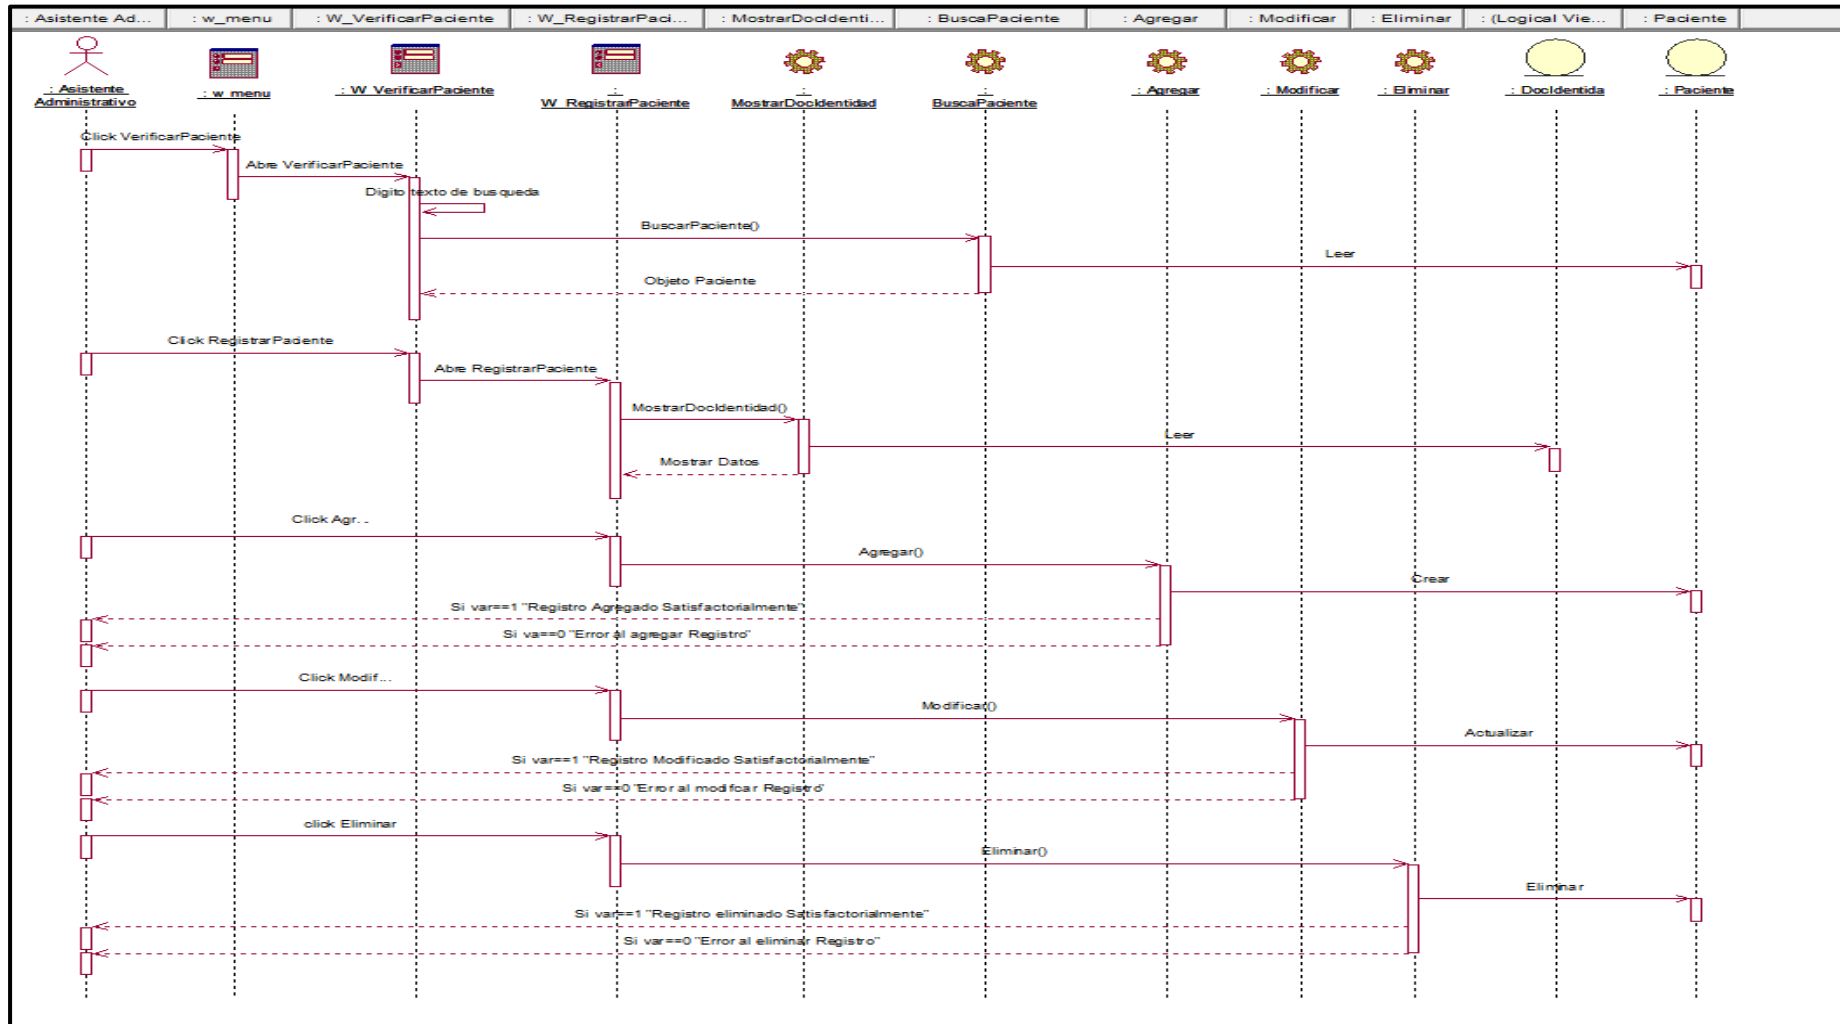 : Asistente Ad...
: w_menu
: W_VerificarPaciente
: W_RegistrarPaci...
: MostrarDocIdenti...
: BuscaPaciente
: Agregar
: Modificar
: Eliminar
: (Logical Vie...
: Paciente
: Asistente
Administrativo
: w_menu
: W_VerificarPaciente
:
W_RegistrarPaciente
:
MostrarDocIdentidad
:
BuscaPaciente
: Agregar
: Modificar
: Eliminar
: DocIdentida
: Paciente
Click VerificarPaciente
Abre VerificarPaciente
Digito texto de busqueda
BuscarPaciente()
Leer
Objeto Paciente
Click RegistrarPaciente
Abre RegistrarPaciente
MostrarDocIdentidad()
Leer
Mostrar Datos
Click Agr...
Agregar()
Crear
Si var==1 "Registro Agregado Satisfactorialmente"
Si va==0 "Error al agregar Registro"
Click Modif...
Modificar()
Actualizar
Si var==1 "Registro Modificado Satisfactorialmente"
Si var==0 "Error al modifcar Registro"
click Eliminar
Eliminar()
Eliminar
Si var==1 "Registro eliminado Satisfactorialmente"
Si var==0 "Error al eliminar Registro"